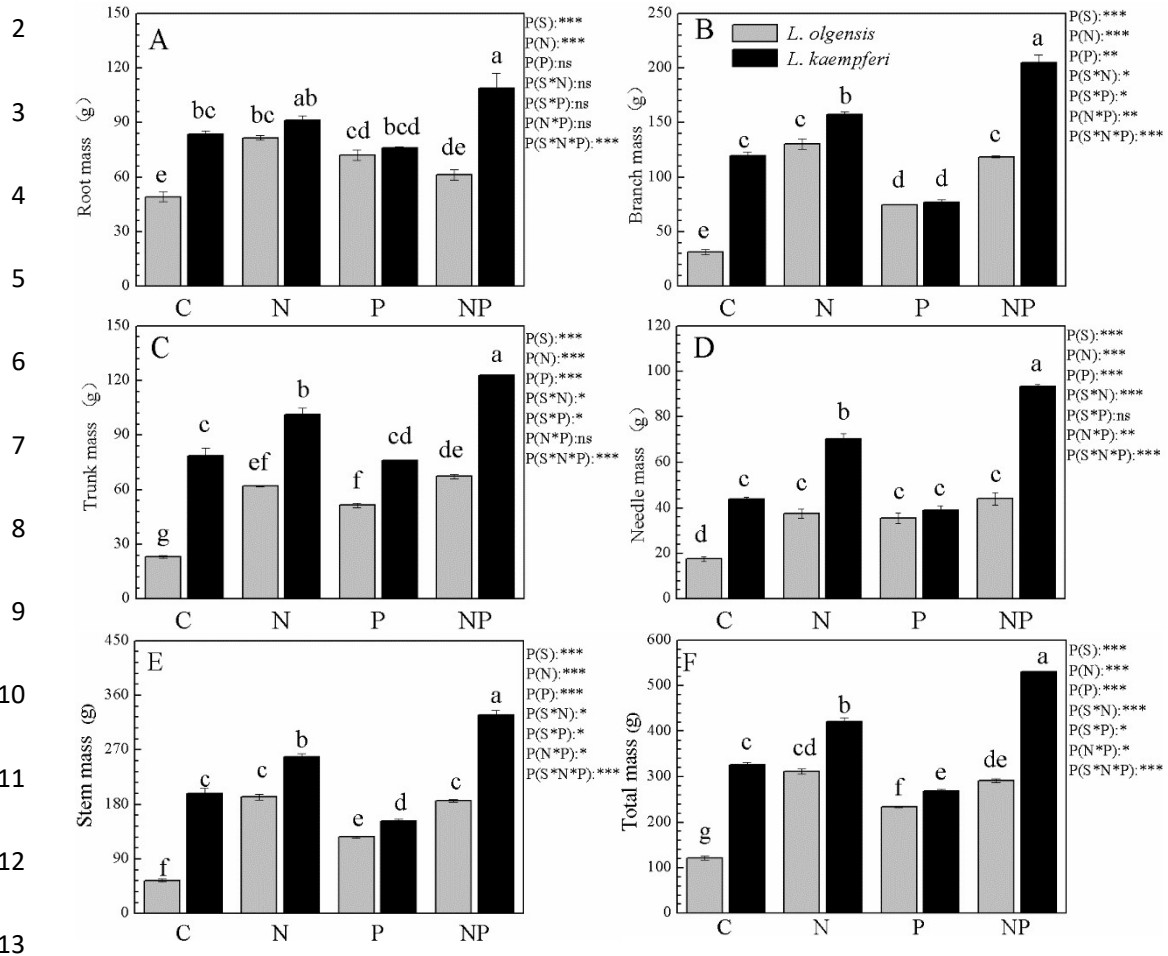 2
3
4
5
6
7
8
9
10
11
12
13
A
Root mass (g)
150
120
90
60
30
0
e
bc
bc
ab
cd
bcd
de
a
C N P NP
P(S):***
P(N):***
P(P):ns
P(S*N):ns
P(S*P):ns
P(N*P):ns
P(S*N*P):***
B
L. olgensis
L. kaempferi
Branch mass (g)
250
200
150
100
50
0
e
c
c
b
d
d
c
a
C N P NP
P(S):***
P(N):***
P(P):**
P(S*N):*
P(S*P):*
P(N*P):**
P(S*N*P):***
C
Trunk mass (g)
150
120
90
60
30
0
g
c
ef
b
f
cd
de
a
C N P NP
P(S):***
P(N):***
P(P):***
P(S*N):*
P(S*P):*
P(N*P):ns
P(S*N*P):***
D
Needle mass (g)
120
100
80
60
40
20
0
d
c
c
b
c
c
c
a
C N P NP
P(S):***
P(N):***
P(P):***
P(S*N):***
P(S*P):ns
P(N*P):**
P(S*N*P):***
E
Stem mass (g)
450
360
270
180
90
0
f
c
c
b
e
d
c
a
C N P NP
P(S):***
P(N):***
P(P):***
P(S*N):*
P(S*P):*
P(N*P):*
P(S*N*P):***
F
Total mass (g)
600
500
400
300
200
100
0
g
c
cd
b
f
e
de
a
C N P NP
P(S):***
P(N):***
P(P):***
P(S*N):***
P(S*P):*
P(N*P):*
P(S*N*P):***